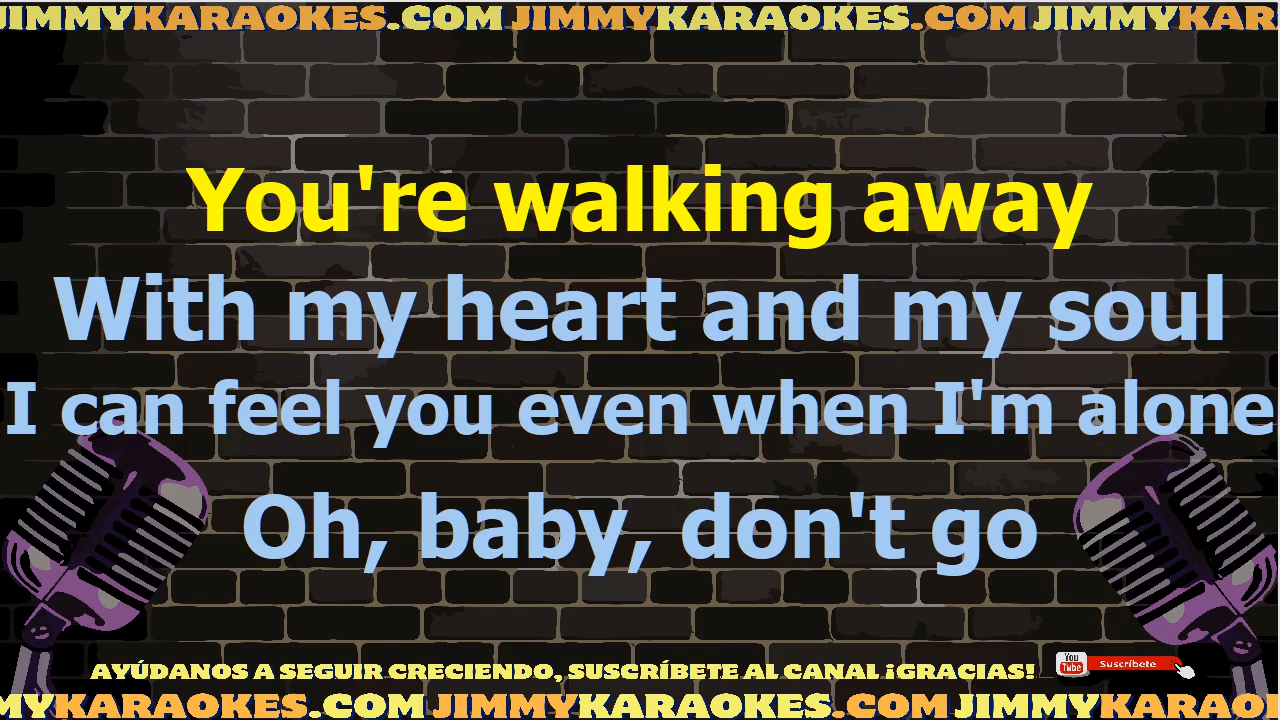 JIMMYKARAOKES.COM JIMMYKARAOKES.COM JIMMYKAR
You're walking away
With my heart and my soul
I can feel you even when I'm alone
Oh, baby, don't go
AYÚDANOS A SEGUIR CRECIENDO, SUSCRÍBETE AL CANAL ¡GRACIAS!
You Tube Suscríbete
MYKARAOKES.COM JIMMYKARAOKES.COM JIMMYKARAO